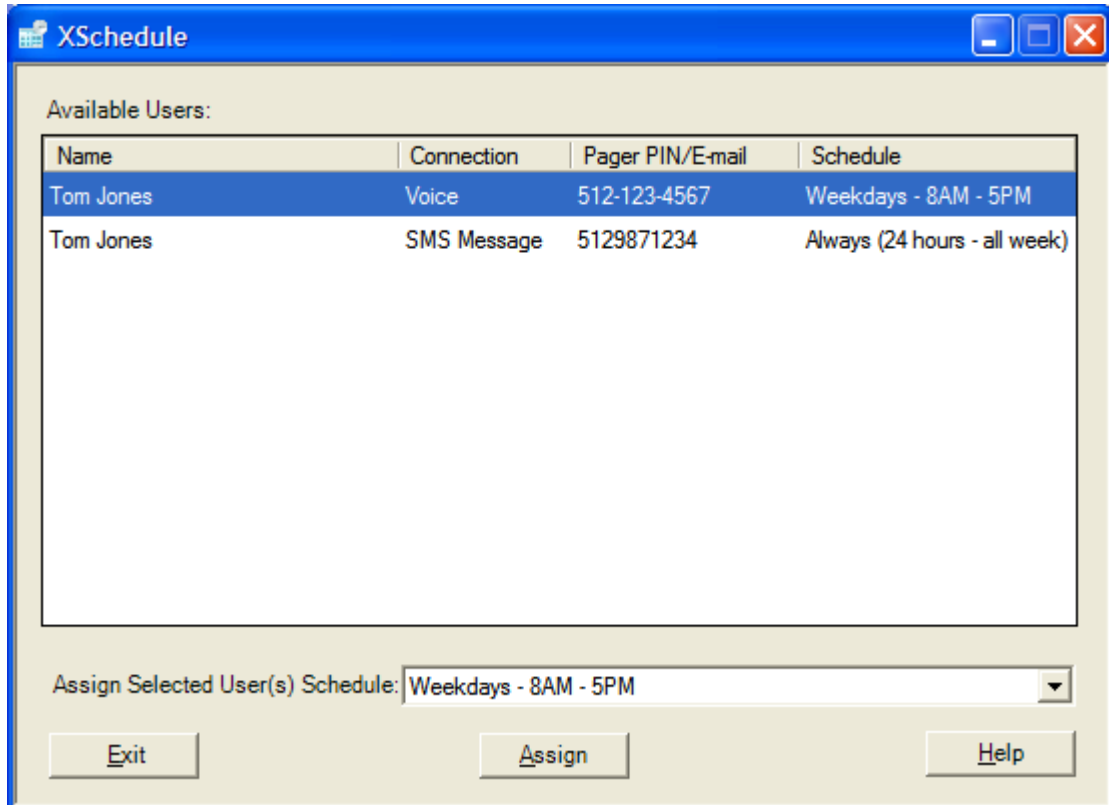 XSchedule
Available Users:
Name Connection Pager PIN/E-mail Schedule
Tom Jones Voice 512-123-4567 Weekdays - 8AM - 5PM
Tom Jones SMS Message 5129871234 Always (24 hours - all week)
Assign Selected User(s) Schedule: Weekdays - 8AM - 5PM
Exit Assign Help